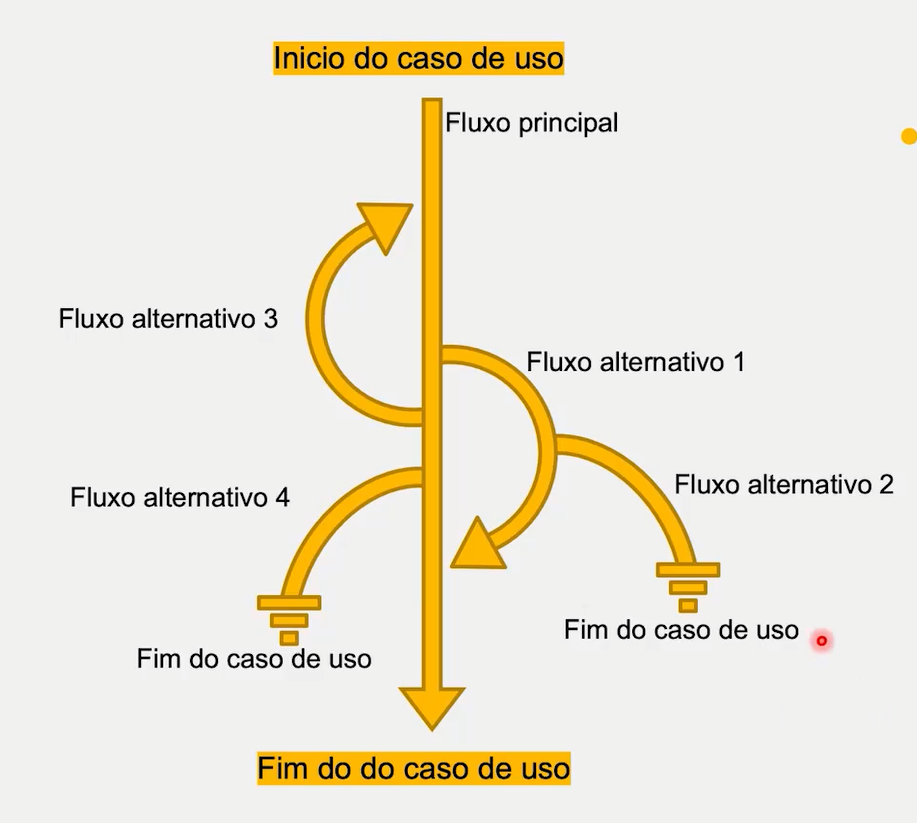 Inicio do caso de uso
Fluxo principal
Fluxo alternativo 3
Fluxo alternativo 1
Fluxo alternativo 4
Fluxo alternativo 2
Fim do caso de uso
Fim do caso de uso
Fim do do caso de uso